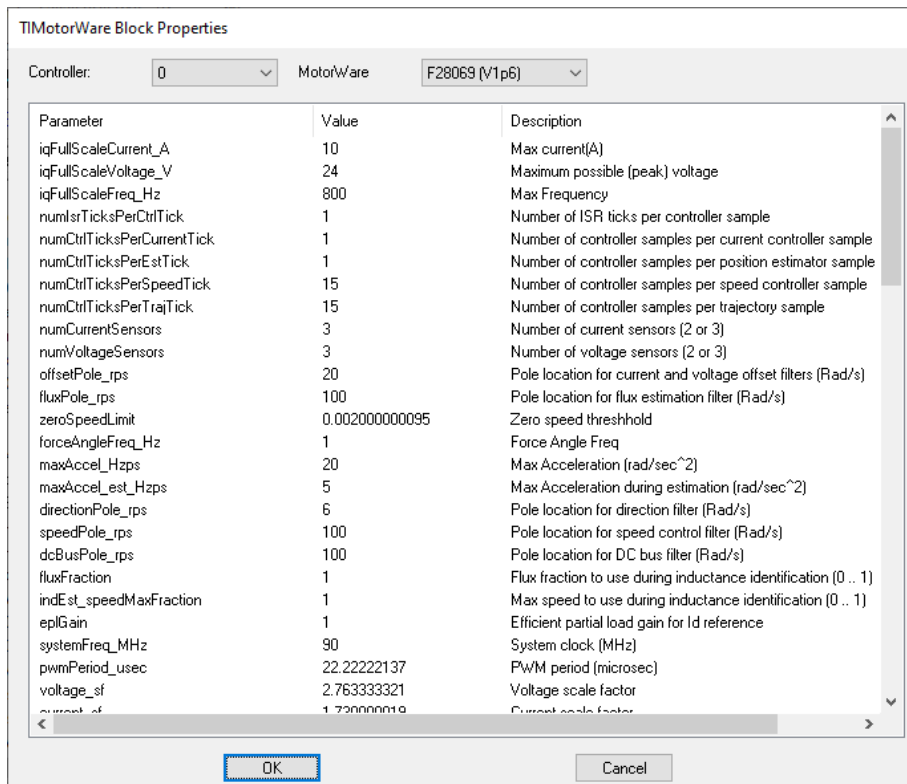 TIMotorWare Block Properties
Controller: 0 MotorWare F28069 (V1p6)
Parameter Value Description
iqFullScaleCurrent_A 10 Max current(A)
iqFullScaleVoltage_V 24 Maximum possible (peak) voltage
iqFullScaleFreq_Hz 800 Max Frequency
numIsrTicksPerCtrlTick 1 Number of ISR ticks per controller sample
numCtrlTicksPerCurrentTick 1 Number of controller samples per current controller sample
numCtrlTicksPerEstTick 1 Number of controller samples per position estimator sample
numCtrlTicksPerSpeedTick 15 Number of controller samples per speed controller sample
numCtrlTicksPerTrajTick 15 Number of controller samples per trajectory sample
numCurrentSensors 3 Number of current sensors (2 or 3)
numVoltageSensors 3 Number of voltage sensors (2 or 3)
offsetPole_rps 20 Pole location for current and voltage offset filters (Rad/s)
fluxPole_rps 100 Pole location for flux estimation filter (Rad/s)
zeroSpeedLimit 0.002000000095 Zero speed threshhold
forceAngleFreq_Hz 1 Force Angle Freq
maxAccel_Hzps 20 Max Acceleration (rad/sec^2)
maxAccel_est_Hzps 5 Max Acceleration during estimation (rad/sec^2)
directionPole_rps 6 Pole location for direction filter (Rad/s)
speedPole_rps 100 Pole location for speed control filter (Rad/s)
dcBusPole_rps 100 Pole location for DC bus filter (Rad/s)
fluxFraction 1 Flux fraction to use during inductance identification (0 .. 1)
indEst_speedMaxFraction 1 Max speed to use during inductance identification (0 .. 1)
eplGain 1 Efficient partial load gain for Id reference
systemFreq_MHz 90 System clock (MHz)
pwmPeriod_usec 22.22222137 PWM period (microsec)
voltage_sf 2.763333321 Voltage scale factor
current_sf 1.730000019 Current scale factor
OK Cancel